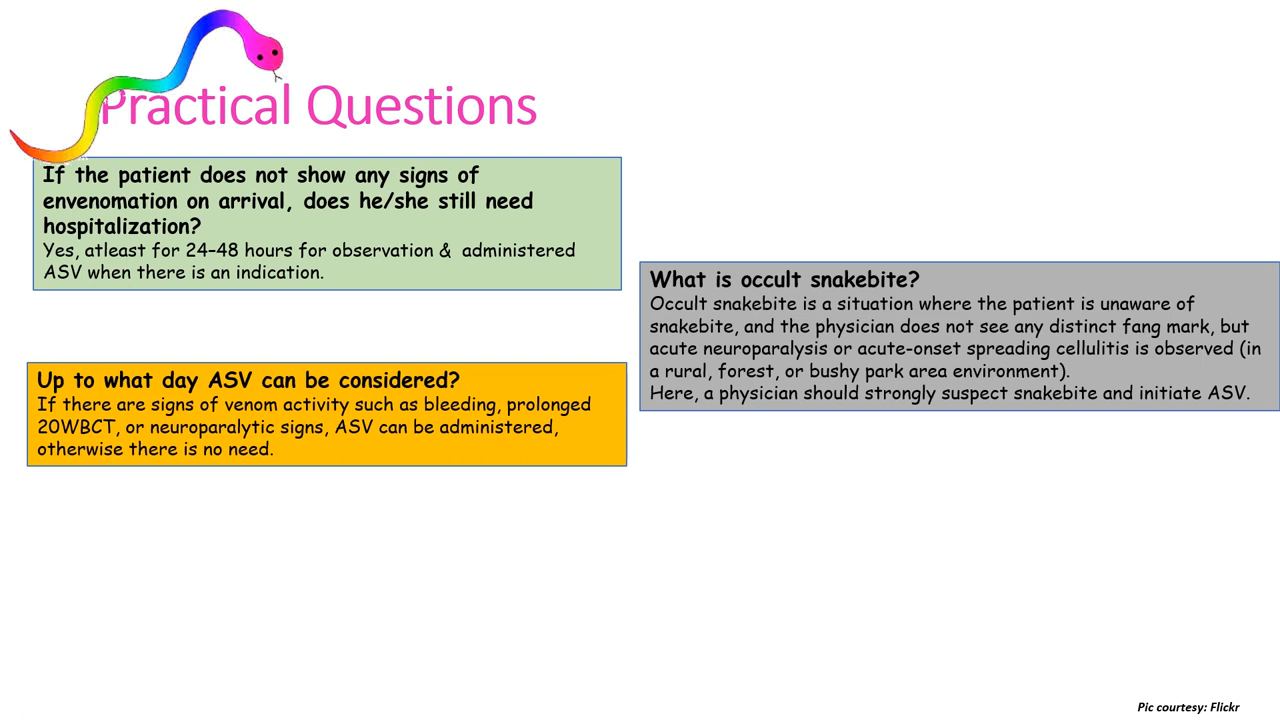 Practical Questions
If the patient does not show any signs of
envenomation on arrival, does he/she still need
hospitalization?
Yes, atleast for 24–48 hours for observation & administered
ASV when there is an indication.
What is occult snakebite?
Occult snakebite is a situation where the patient is unaware of
snakebite, and the physician does not see any distinct fang mark, but
acute neuroparalysis or acute-onset spreading cellulitis is observed (in
a rural, forest, or bushy park area environment).
Here, a physician should strongly suspect snakebite and initiate ASV.
Up to what day ASV can be considered?
If there are signs of venom activity such as bleeding, prolonged
20WBCT, or neuroparalytic signs, ASV can be administered,
otherwise there is no need.
Pic courtesy: Flickr